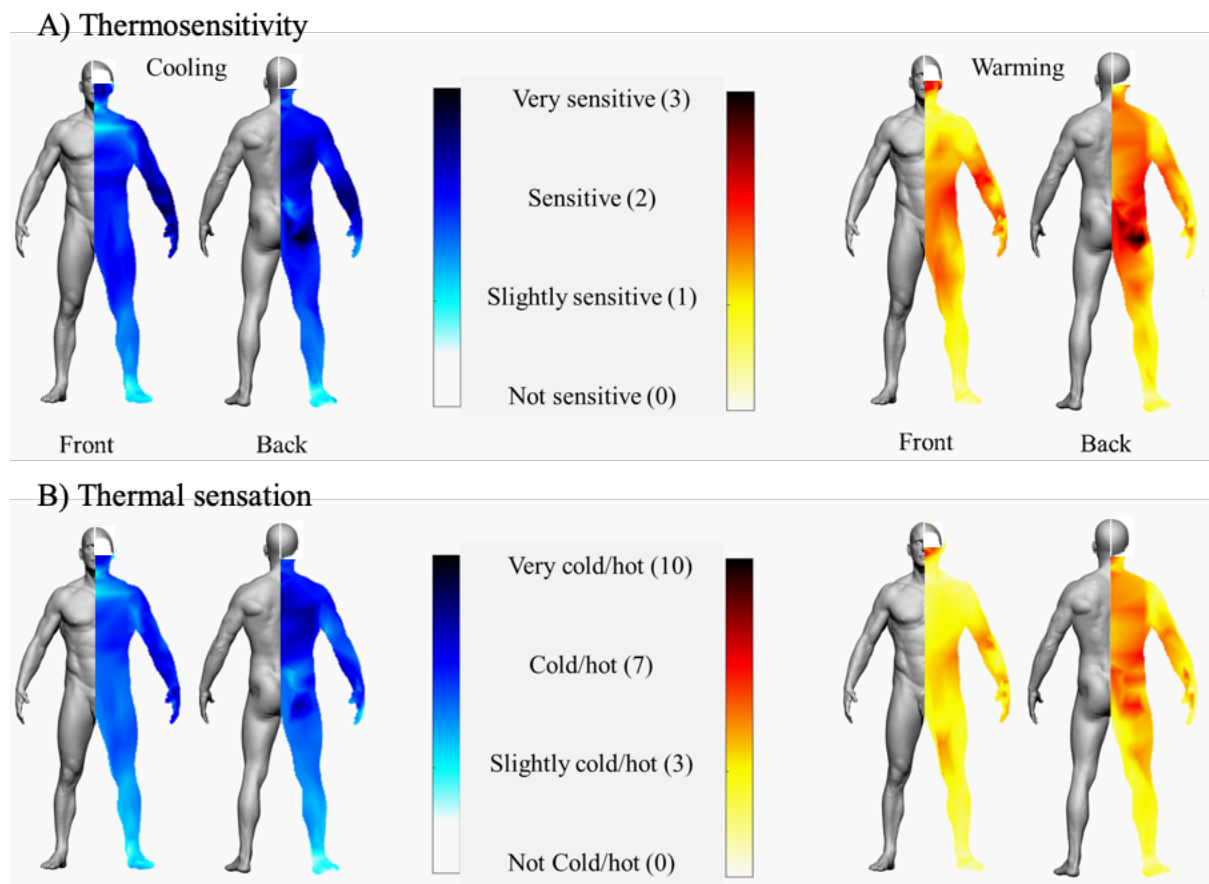 A) Thermosensitivity
Cooling
Warming
Very sensitive (3)
Sensitive (2)
Slightly sensitive (1)
Not sensitive (0)
Front
Back
Front
Back
B) Thermal sensation
Very cold/hot (10)
Cold/hot (7)
Slightly cold/hot (3)
Not Cold/hot (0)